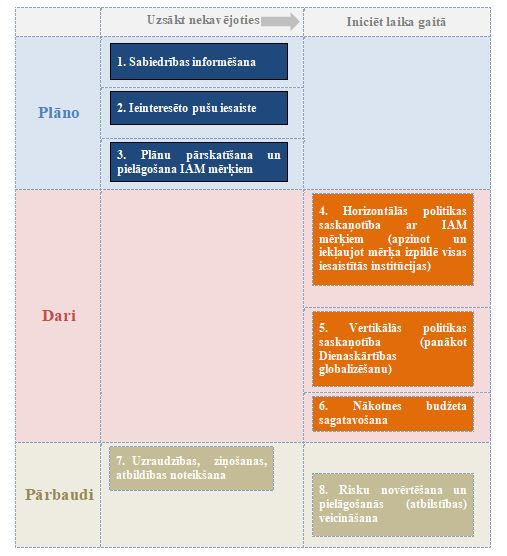 Uzsākt nekavējoties
Iniciēt laika gaitā
Plāno
1. Sabiedrības informēšana
2. Ieinteresēto pušu iesaiste
3. Plānu pārskatīšana un
pielāgošana IAM mērķiem
Dari
4. Horizontālās politikas
saskaņotība ar IAM
mērķiem (apzinot un
iekļaujot mērķa izpildē visas
iesaistītās institūcijas)
5. Vertikālās politikas
saskaņotība (panākot
Dienaskārtības
globalizēšanu)
6. Nākotnes budžeta
sagatavošana
Pārbaudi
7. Uzraudzības, ziņošanas,
atbildības noteikšana
8. Risku novērtēšana un
pielāgošanās (atbilstības)
veicināšana